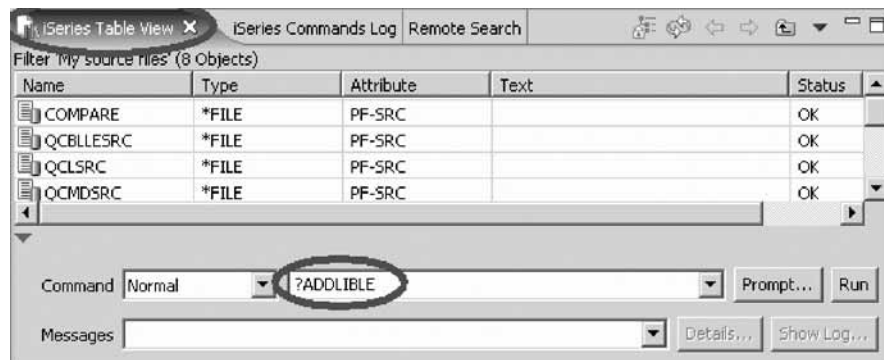 iSeries Table View iSeries Commands Log Remote Search
Filter 'My source files' (8 Objects)
Name Type Attribute Text Status
COMPARE *FILE PF-SRC OK
QCBLLESRC *FILE PF-SRC OK
QCLSRC *FILE PF-SRC OK
QCMDSRC *FILE PF-SRC OK
Command Normal ?ADDLIBLE Prompt... Run
Messages Details... Show Log...